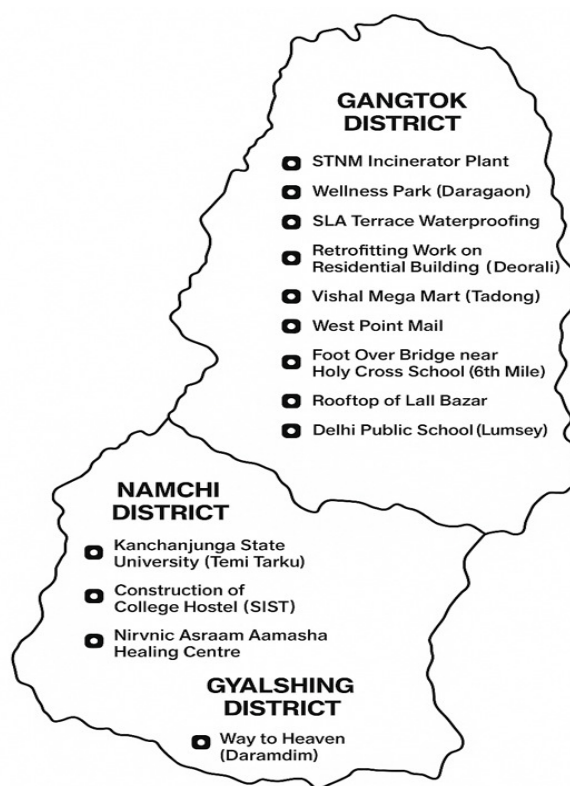 GANGTOK
DISTRICT
STNM Incinerator Plant
Wellness Park (Daragaon)
SLA Terrace Waterproofing
Retrofitting Work on
Residential Building (Deorali)
Vishal Mega Mart (Tadong)
West Point Mail
Foot Over Bridge near
Holy Cross School (6th Mile)
Rooftop of Lall Bazar
Delhi Public School (Lumsey)
NAMCHI
DISTRICT
Kanchanjunga State
University (Temi Tarku)
Construction of
College Hostel (SIST)
Nirvnic Asraam Aamasha
Healing Centre
GYALSHING
DISTRICT
Way to Heaven
(Daramdim)